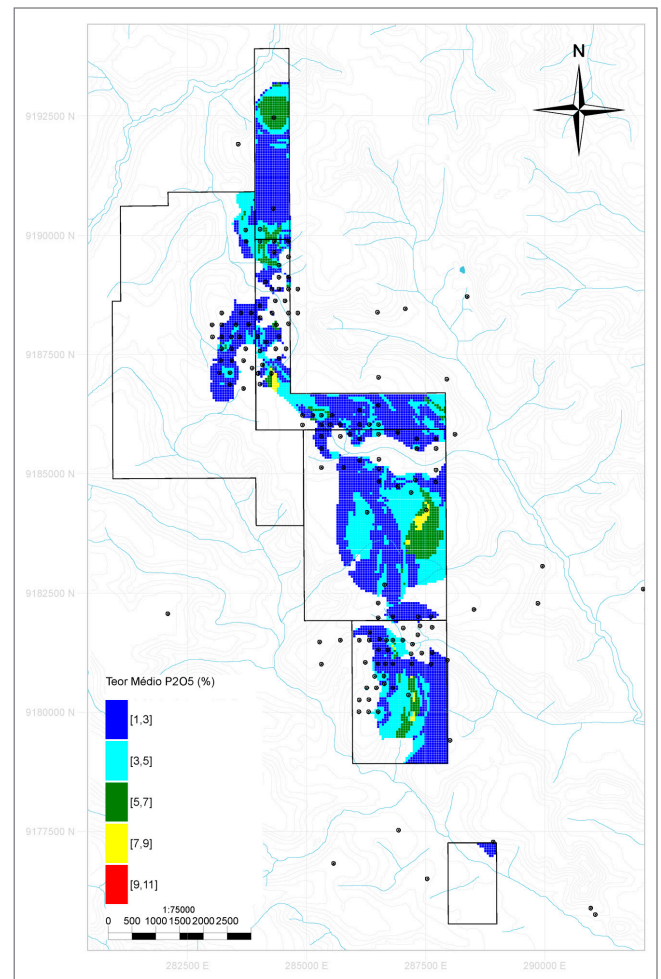 N
9192500 N
9190000 N
9187500 N
9185000 N
9182500 N
9180000 N
9177500 N
Teor Médio P2O5 (%)
[1,3]
[3,5]
[5,7]
[7,9]
[9,11]
1:75000
0 500 1000 1500 2000 2500
282500 E 285000 E 287500 E 290000 E